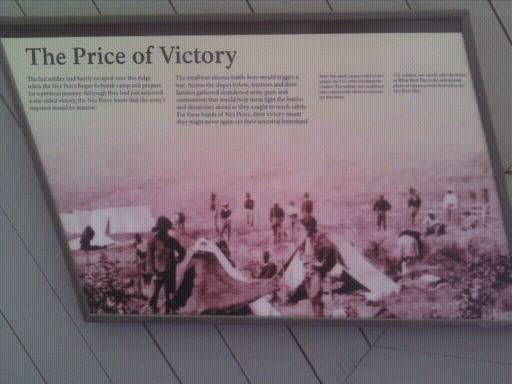 The Price of Victory
The last soldier had barely escaped over this ridge
when the Nez Perce began to break camp and prepare
for a perilous journey. Although they had just achieved
a one-sided victory, the Nez Perce knew that the army's
response would be massive.
The small but intense battle here would trigger a
war. Across the slopes below, warriors and their
families gathered abandoned army guns and
ammunition that would help them fight the battles
and skirmishes ahead as they sought to reach safety.
For these bands of Nez Perce, their victory meant
they might never again see their ancestral homeland.